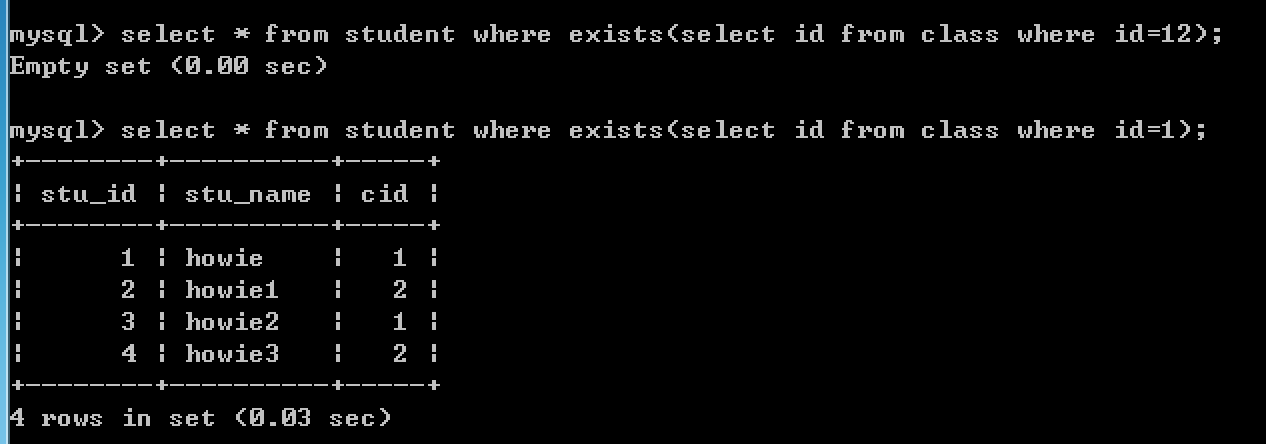 mysql> select * from student where exists(select id from class where id=12);
Empty set (0.00 sec)

mysql> select * from student where exists(select id from class where id=1);
+--------+----------+-----+
| stu_id | stu_name | cid |
+--------+----------+-----+
|      1 | howie    |   1 |
|      2 | howie1   |   2 |
|      3 | howie2   |   1 |
|      4 | howie3   |   2 |
+--------+----------+-----+
4 rows in set (0.03 sec)